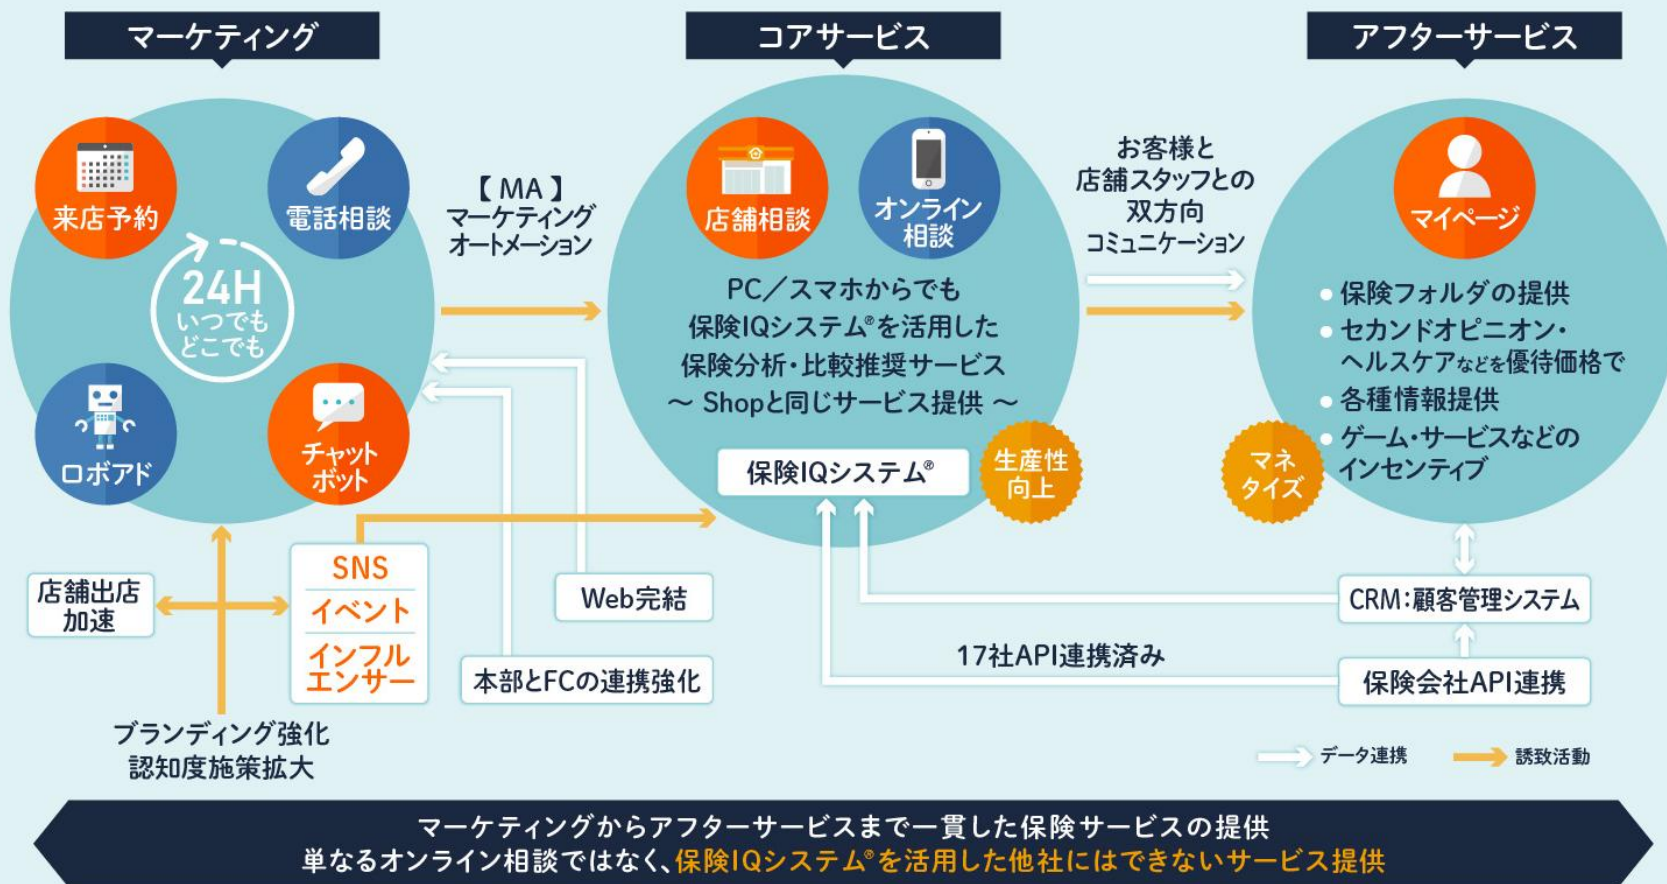 マーケティング
コアサービス
アフターサービス
来店予約
電話相談
24H
いつでも
どこでも
ロボアド
チャット
ボット
【 MA 】
マーケティング
オートメーション
店舗相談
オンライン
相談
PC／スマホからでも
保険IQシステム®を活用した
保険分析・比較推奨サービス
～ Shopと同じサービス提供 ～
保険IQシステム®
生産性
向上
お客様と
店舗スタッフとの
双方向
コミュニケーション
マイページ
● 保険フォルダの提供
● セカンドオピニオン・
ヘルスケアなどを優待価格で
● 各種情報提供
● ゲーム・サービスなどの
インセンティブ
マネ
タイズ
店舗出店
加速
SNS
イベント
インフル
エンサー
Web完結
本部とFCの連携強化
ブランディング強化
認知度施策拡大
CRM：顧客管理システム
17社API連携済み
保険会社API連携
データ連携
誘致活動
マーケティングからアフターサービスまで一貫した保険サービスの提供
単なるオンライン相談ではなく、保険IQシステム®を活用した他社にはできないサービス提供